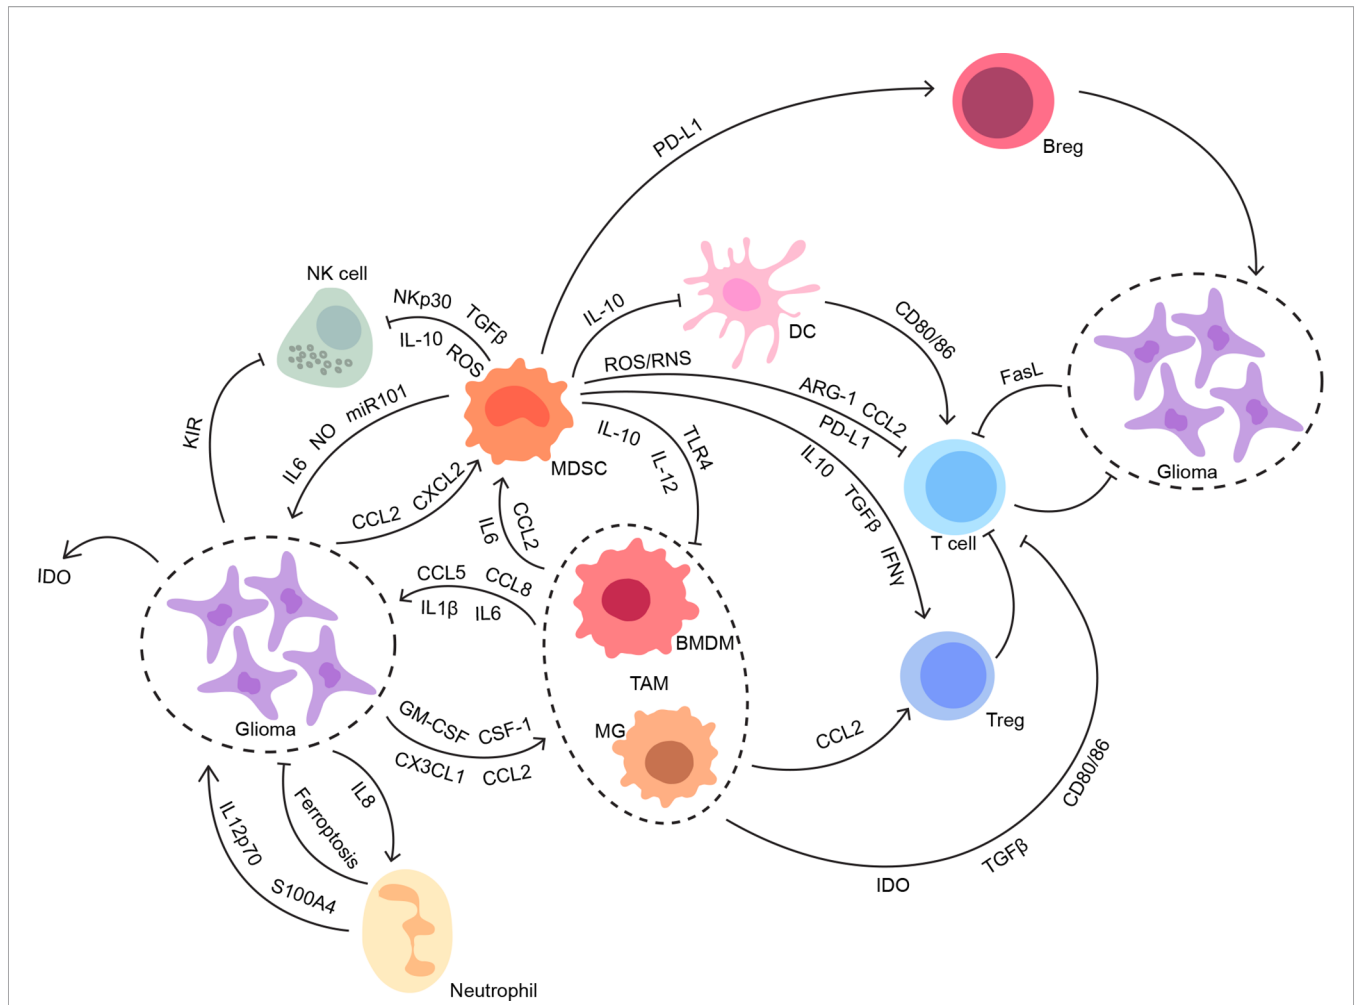 PD-L1
Breg
NK cell
NKp30
TGFβ
IL-10
ROS
IL-10
DC
CD80/86
ROS/RNS
ARG-1
CCL2
PD-L1
FasL
Glioma
KIR
IL6
NO
miR101
MDSC
IL-10
IL-12
TLR4
IL10
TGFβ
IFNγ
T cell
CCL2
CXCL2
CCL2
IL6
IDO
CCL5
CCL8
IL1β
IL6
BMDM
TAM
MG
Glioma
GM-CSF
CSF-1
CX3CL1
CCL2
CCL2
Treg
CD80/86
TGFβ
IDO
IL8
Ferroptosis
IL12p70
S100A4
Neutrophil